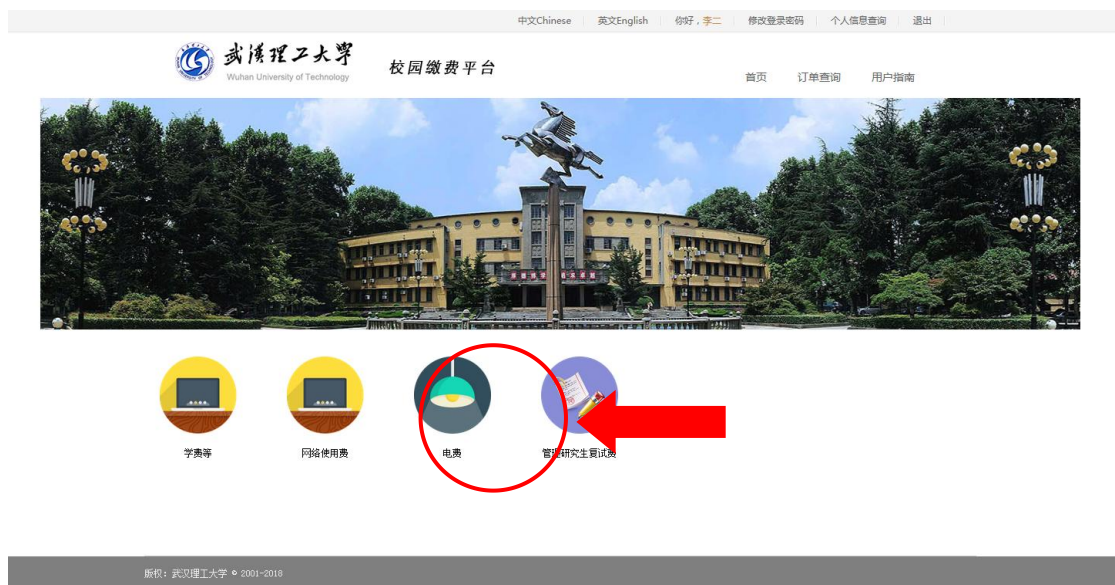 中文Chinese 英文English 你好，李二 修改登录密码 个人信息查询 退出
武汉理工大学
Wuhan University of Technology
校园缴费平台
首页 订单查询 用户指南
学费等 网络使用费 电费 管理研究生复试费
版权：武汉理工大学 © 2001-2018